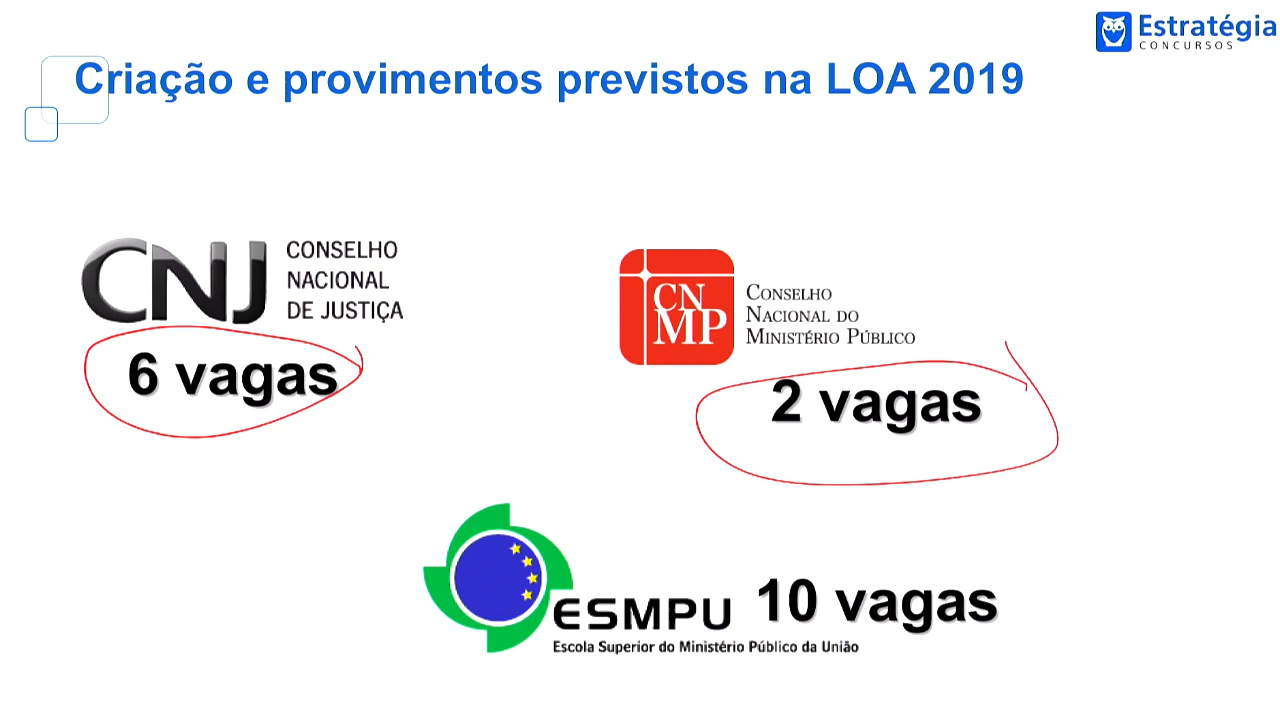 Estratégia
CONCURSOS
Criação e provimentos previstos na LOA 2019
CNJ
CONSELHO
NACIONAL
DE JUSTIÇA
6 vagas
CN
MP
CONSELHO
NACIONAL DO
MINISTÉRIO PÚBLICO
2 vagas
ESMPU
Escola Superior do Ministério Público da União
10 vagas